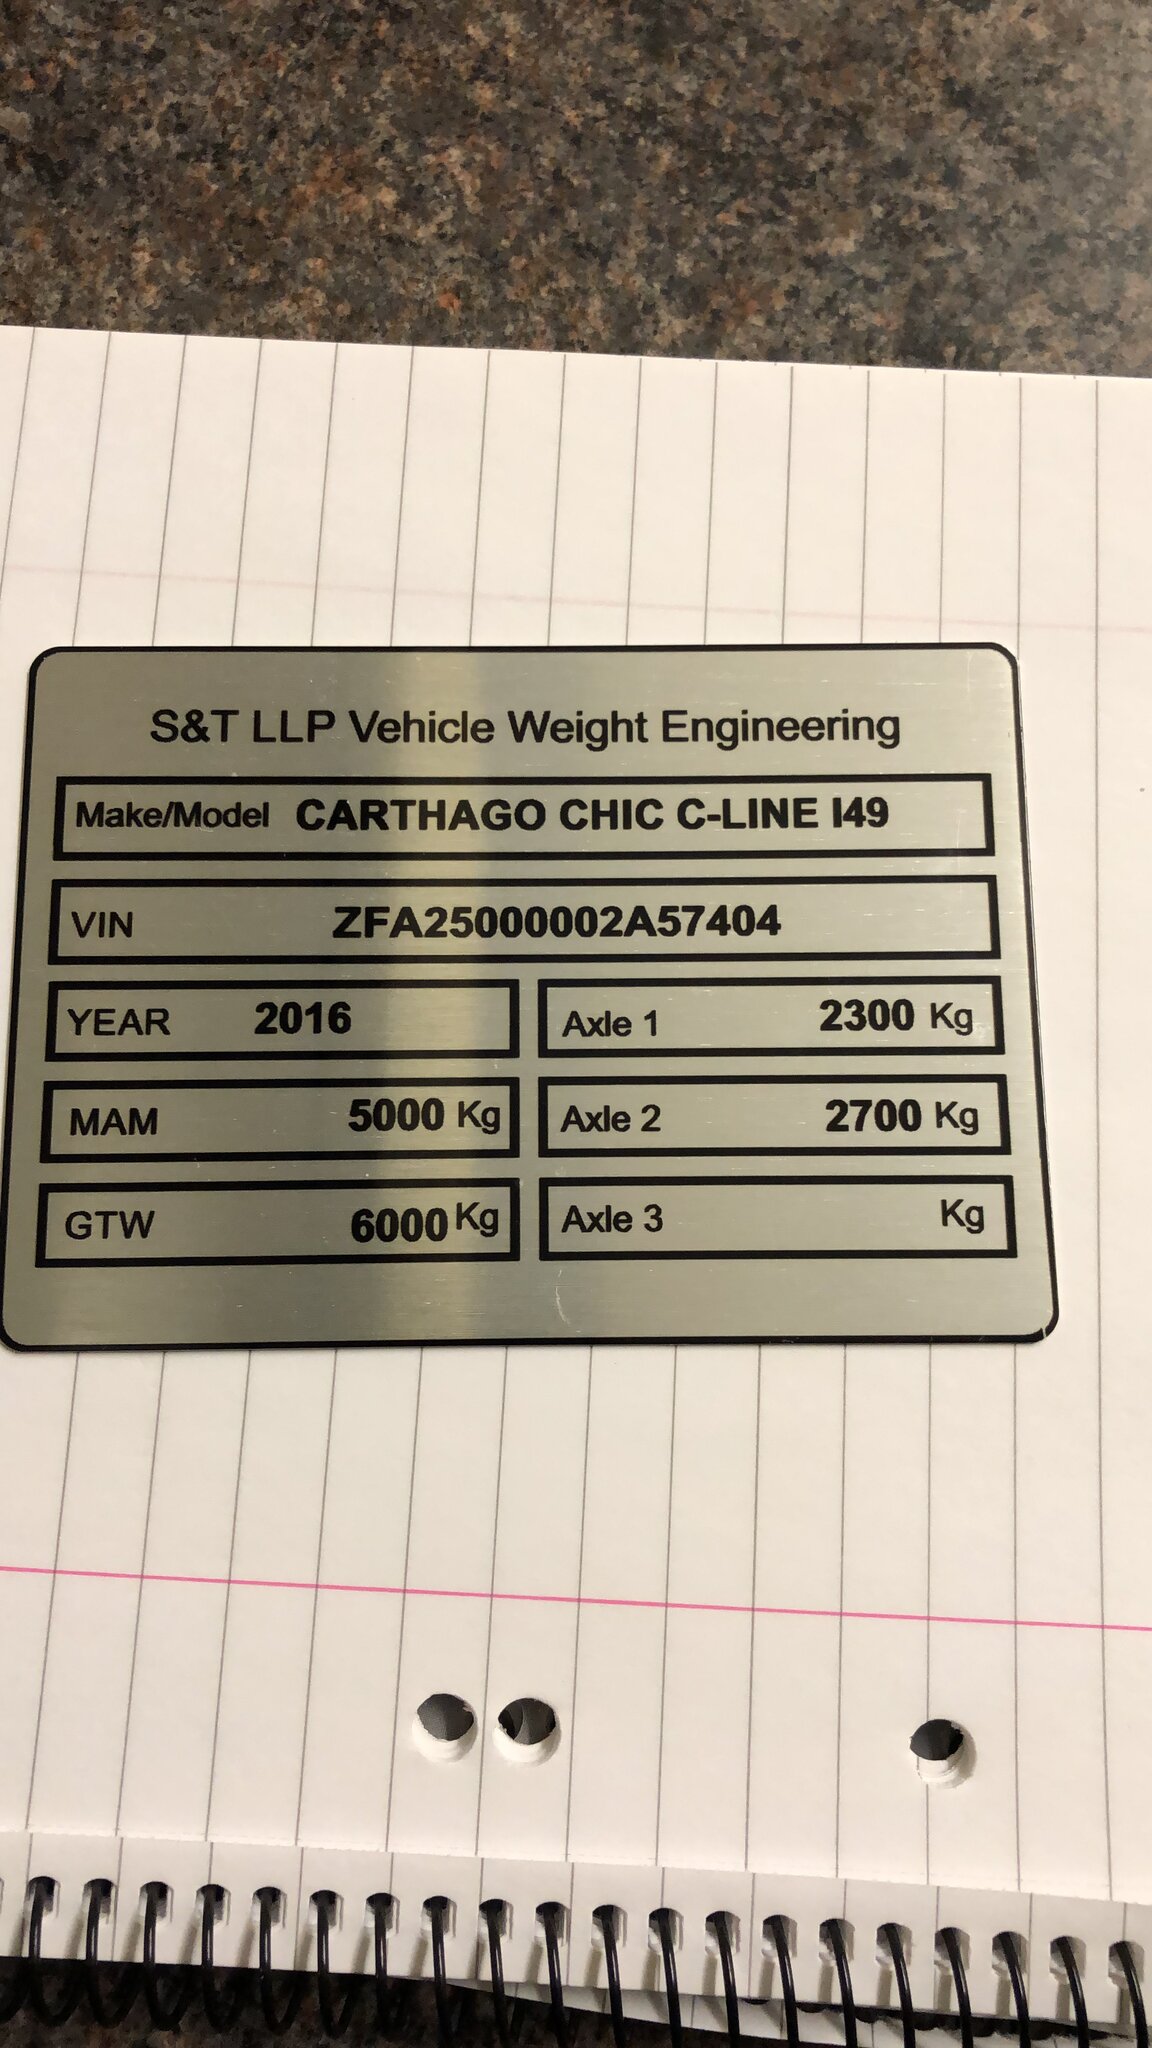 S&T LLP Vehicle Weight Engineering
Make/Model CARTHAGO CHIC C-LINE I49
VIN ZFA25000002A57404
YEAR 2016
Axle 1 2300 Kg
MAM 5000 Kg
Axle 2 2700 Kg
GTW 6000 Kg
Axle 3 Kg